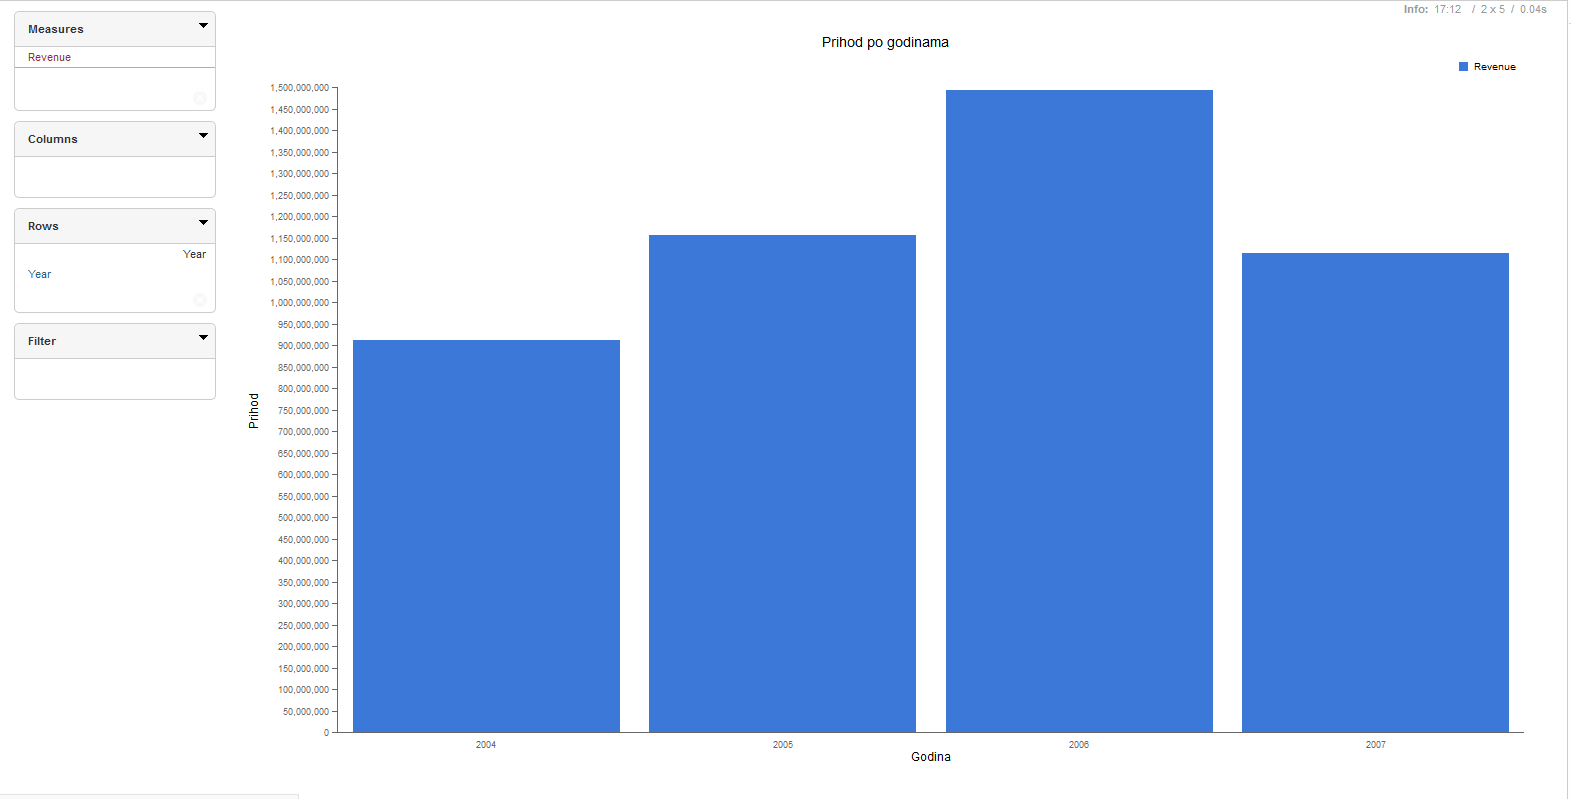 Info: 17:12 / 2 x 5 / 0.04s
Measures
Revenue
Columns
Rows
Year
Year
Filter
Prihod po godinama
Revenue
1,500,000,000
1,450,000,000
1,400,000,000
1,350,000,000
1,300,000,000
1,250,000,000
1,200,000,000
1,150,000,000
1,100,000,000
1,050,000,000
1,000,000,000
950,000,000
900,000,000
850,000,000
800,000,000
750,000,000
700,000,000
650,000,000
600,000,000
550,000,000
500,000,000
450,000,000
400,000,000
350,000,000
300,000,000
250,000,000
200,000,000
150,000,000
100,000,000
50,000,000
0
Prihod
2004 2005 2006 2007
Godina